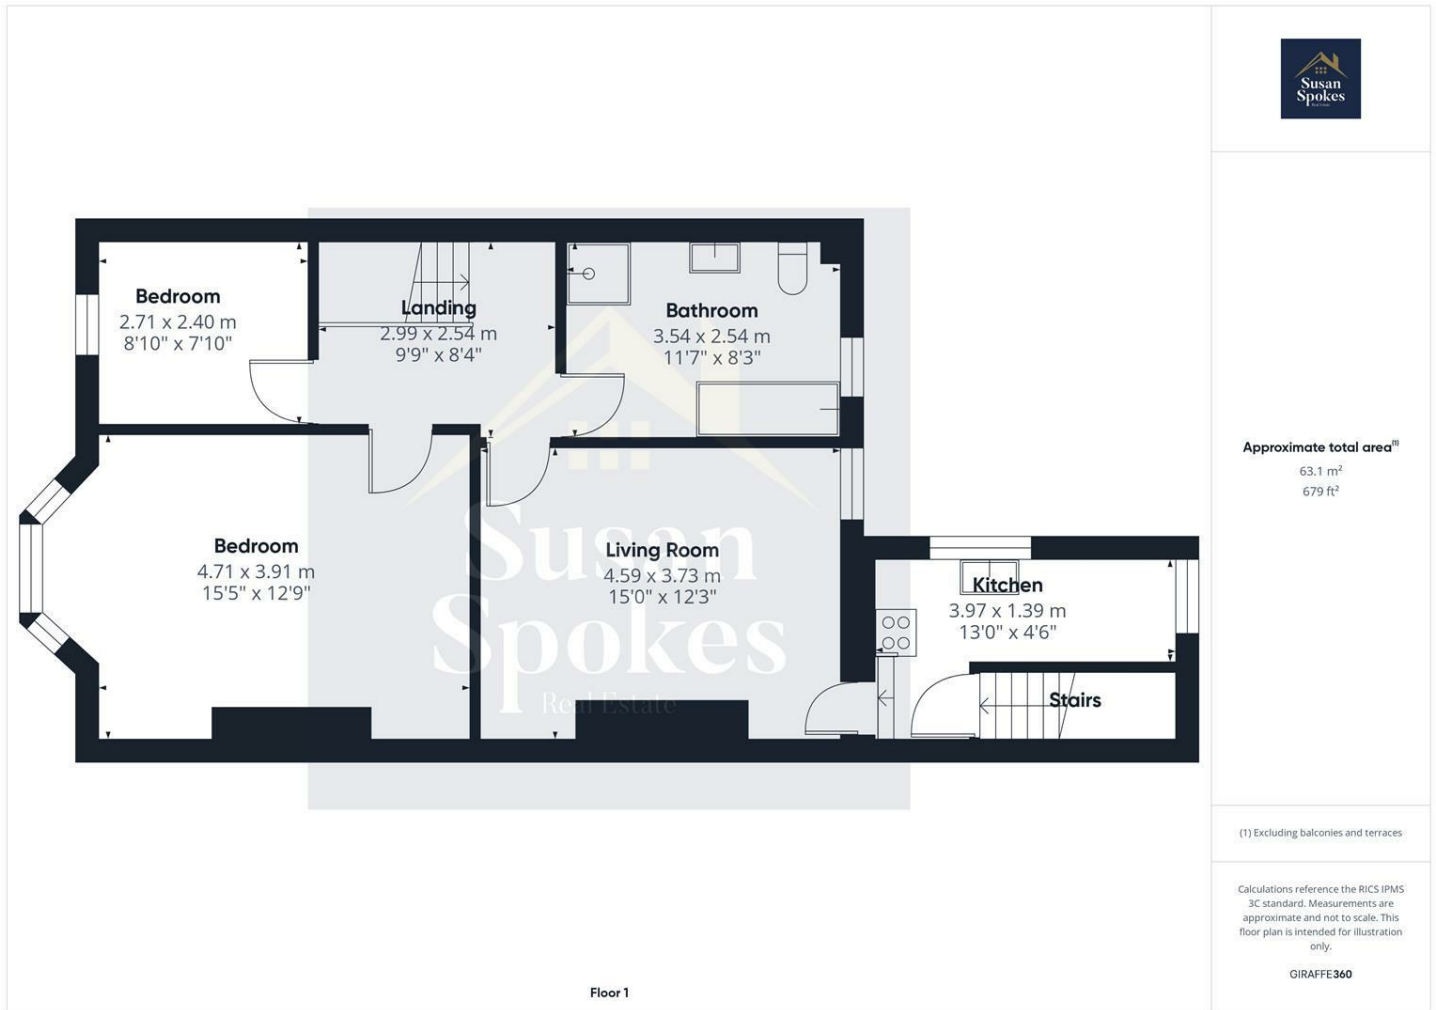 Susan
Spokes
Real Estate
Bedroom
2.71 x 2.40 m
8'10" x 7'10"
Landing
2.99 x 2.54 m
9'9" x 8'4"
Bathroom
3.54 x 2.54 m
11'7" x 8'3"
Bedroom
4.71 x 3.91 m
15'5" x 12'9"
Living Room
4.59 x 3.73 m
15'0" x 12'3"
Kitchen
3.97 x 1.39 m
13'0" x 4'6"
Stairs
Susan
Spokes
Real Estate
Floor 1
Approximate total area(1)
63.1 m²
679 ft²
(1) Excluding balconies and terraces
Calculations reference the RICS IPMS
3C standard. Measurements are
approximate and not to scale. This
floor plan is intended for illustration
only.
GIRAFFE360